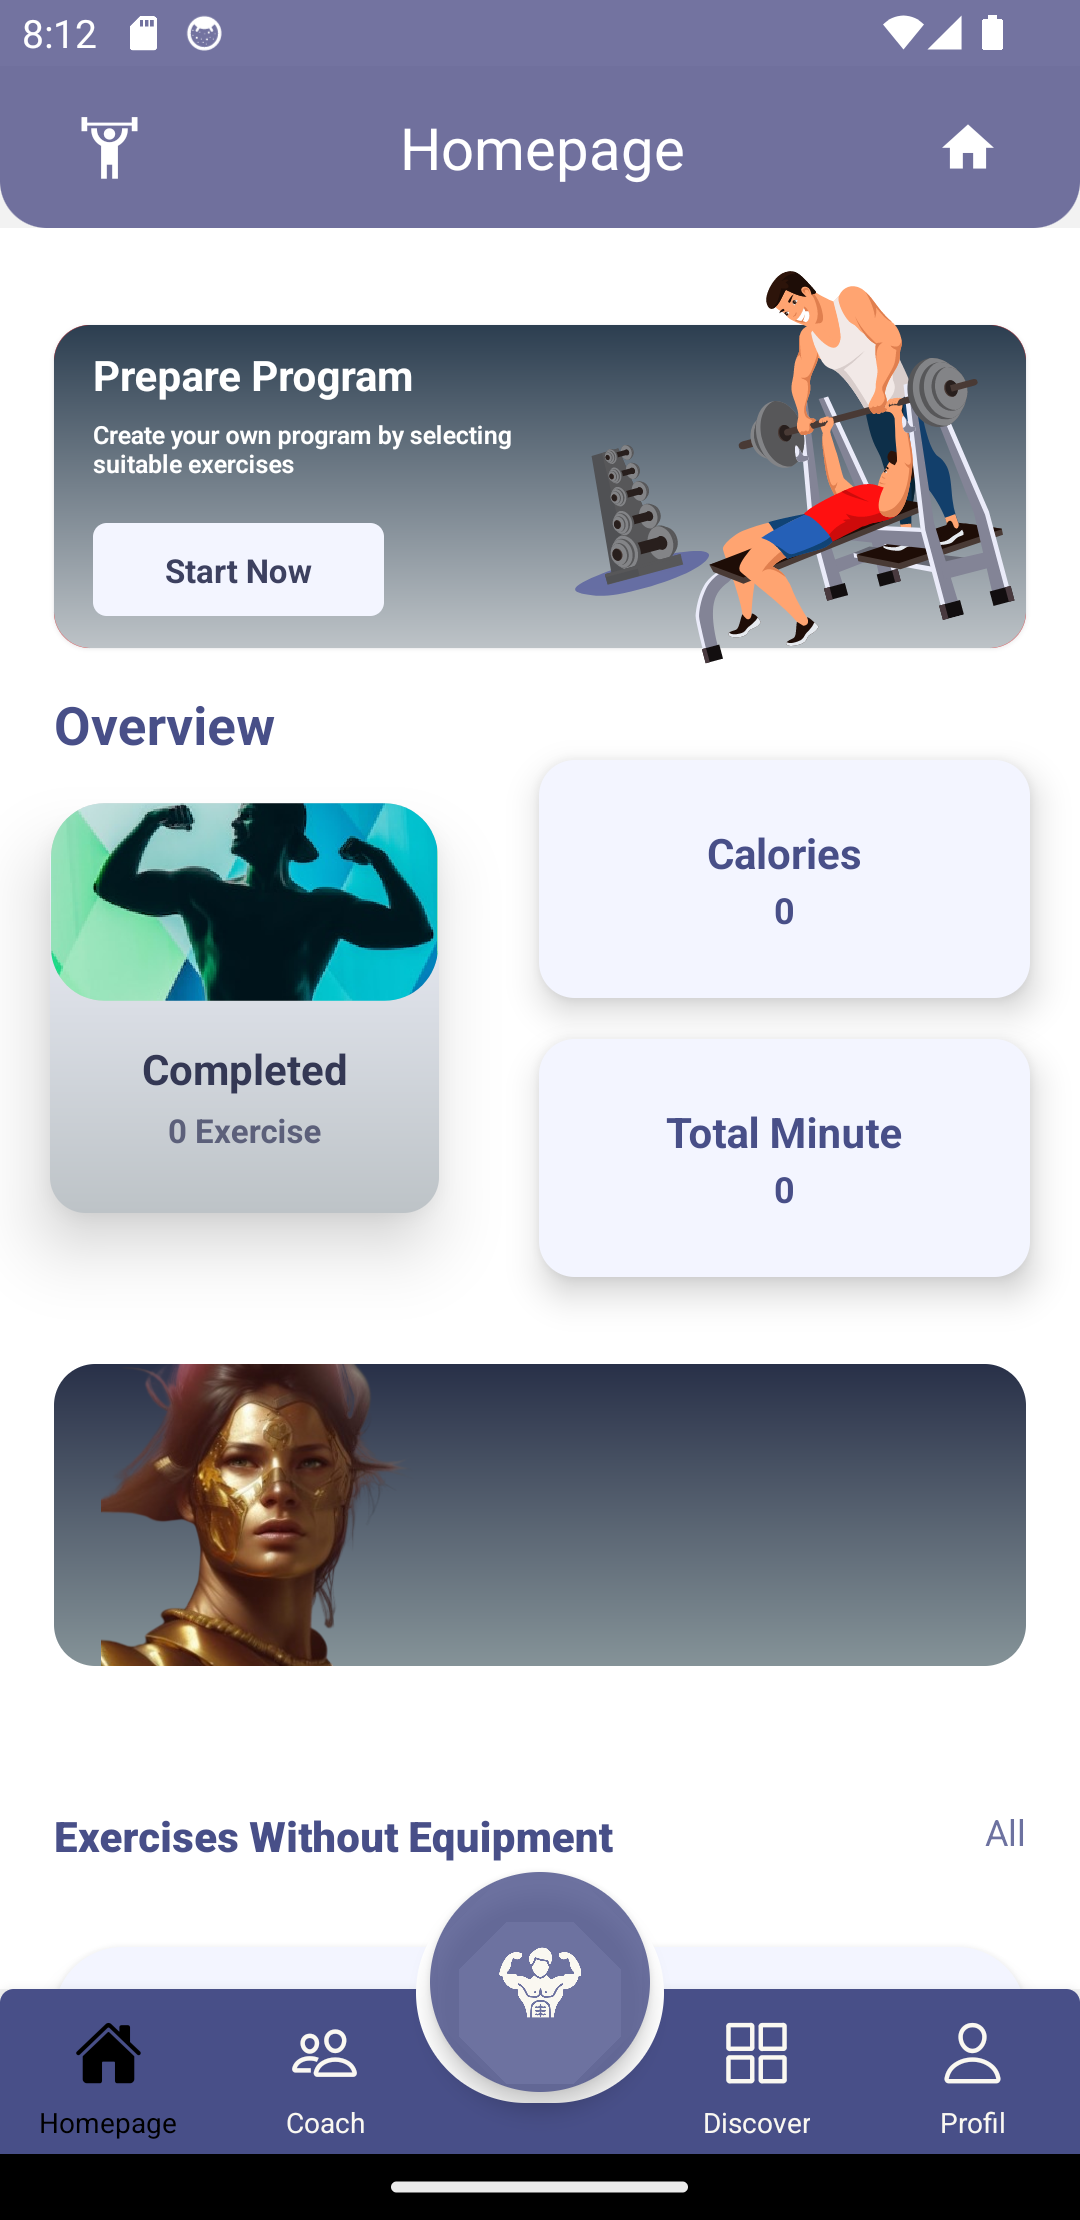 8:12
Homepage
Prepare Program
Create your own program by selecting
suitable exercises
Start Now
Overview
Calories
0
Completed
0 Exercise
Total Minute
0
Exercises Without Equipment
All
Homepage
Coach
Discover
Profil